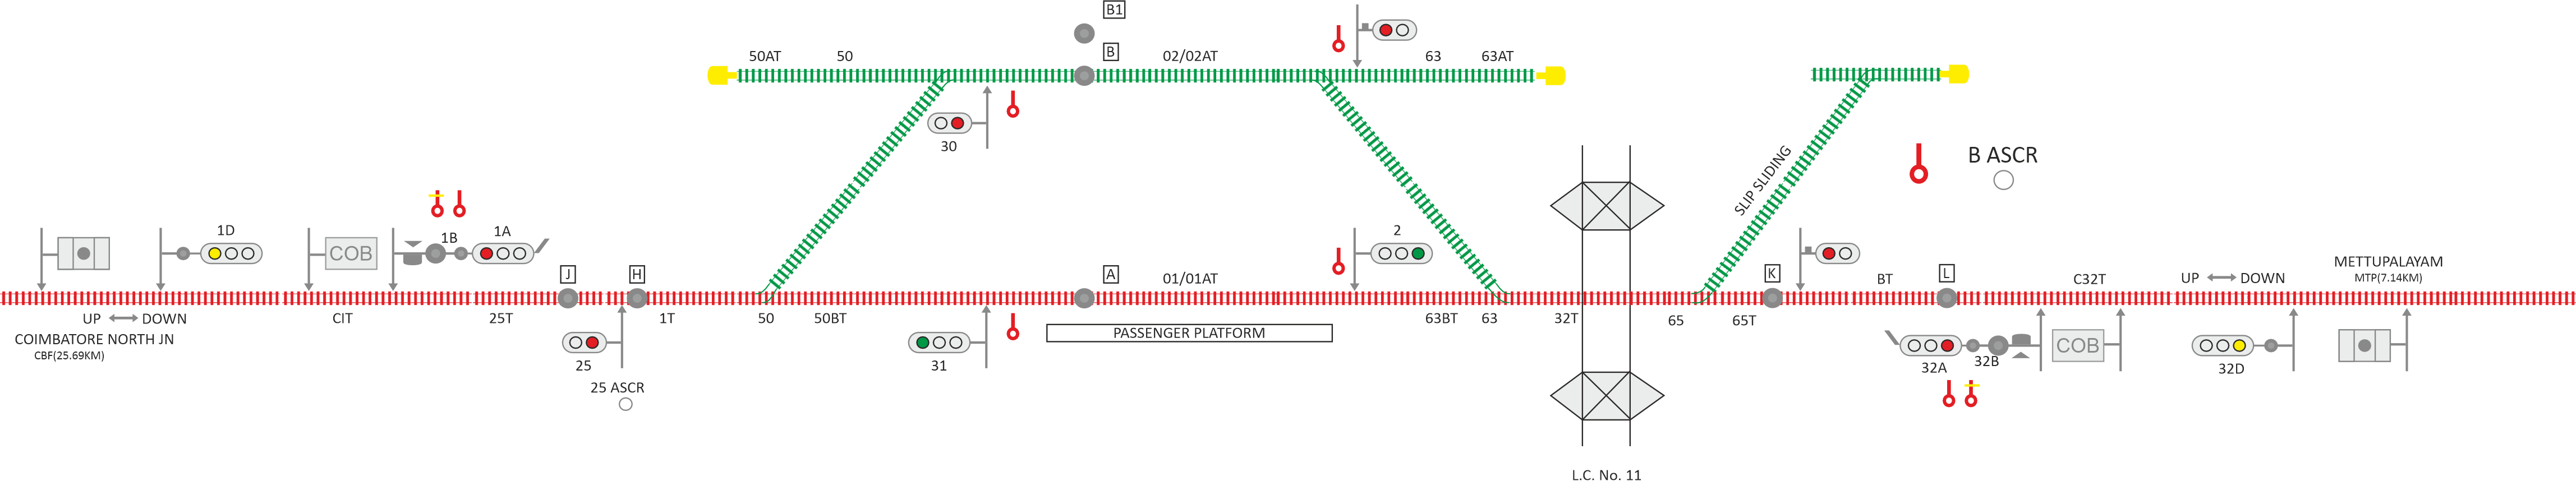 B1
B
50AT
50
02/02AT
63
63AT
30
SLIP SLIDING
B ASCR
1D
COB
1B
1A
2
J
H
A
01/01AT
K
BT
L
C32T
UP
DOWN
METTUPALAYAM
MTP(7.14KM)
UP
DOWN
COIMBATORE NORTH JN
CBF(25.69KM)
CIT
25T
1T
50
50BT
PASSENGER PLATFORM
63BT
63
32T
65
65T
25
25 ASCR
31
32A
32B
COB
32D
L.C. No. 11